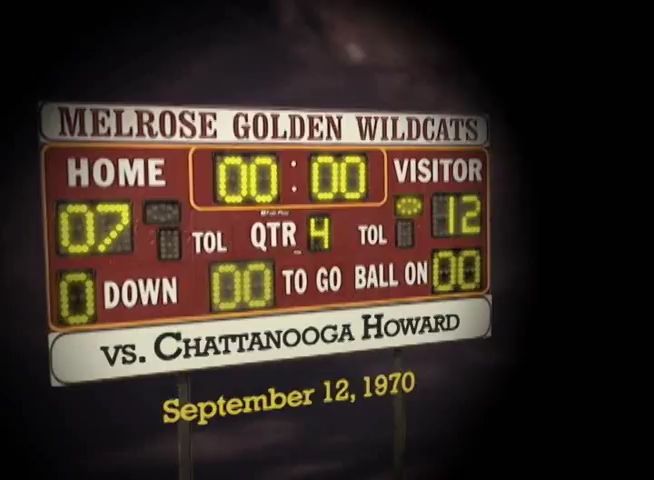 MELROSE GOLDEN WILDCATS
HOME 00:00 VISITOR
07 TOL QTR 4 TOL 12
0 DOWN 00 TO GO BALL ON 00
VS. CHATTANOOGA HOWARD
September 12, 1970